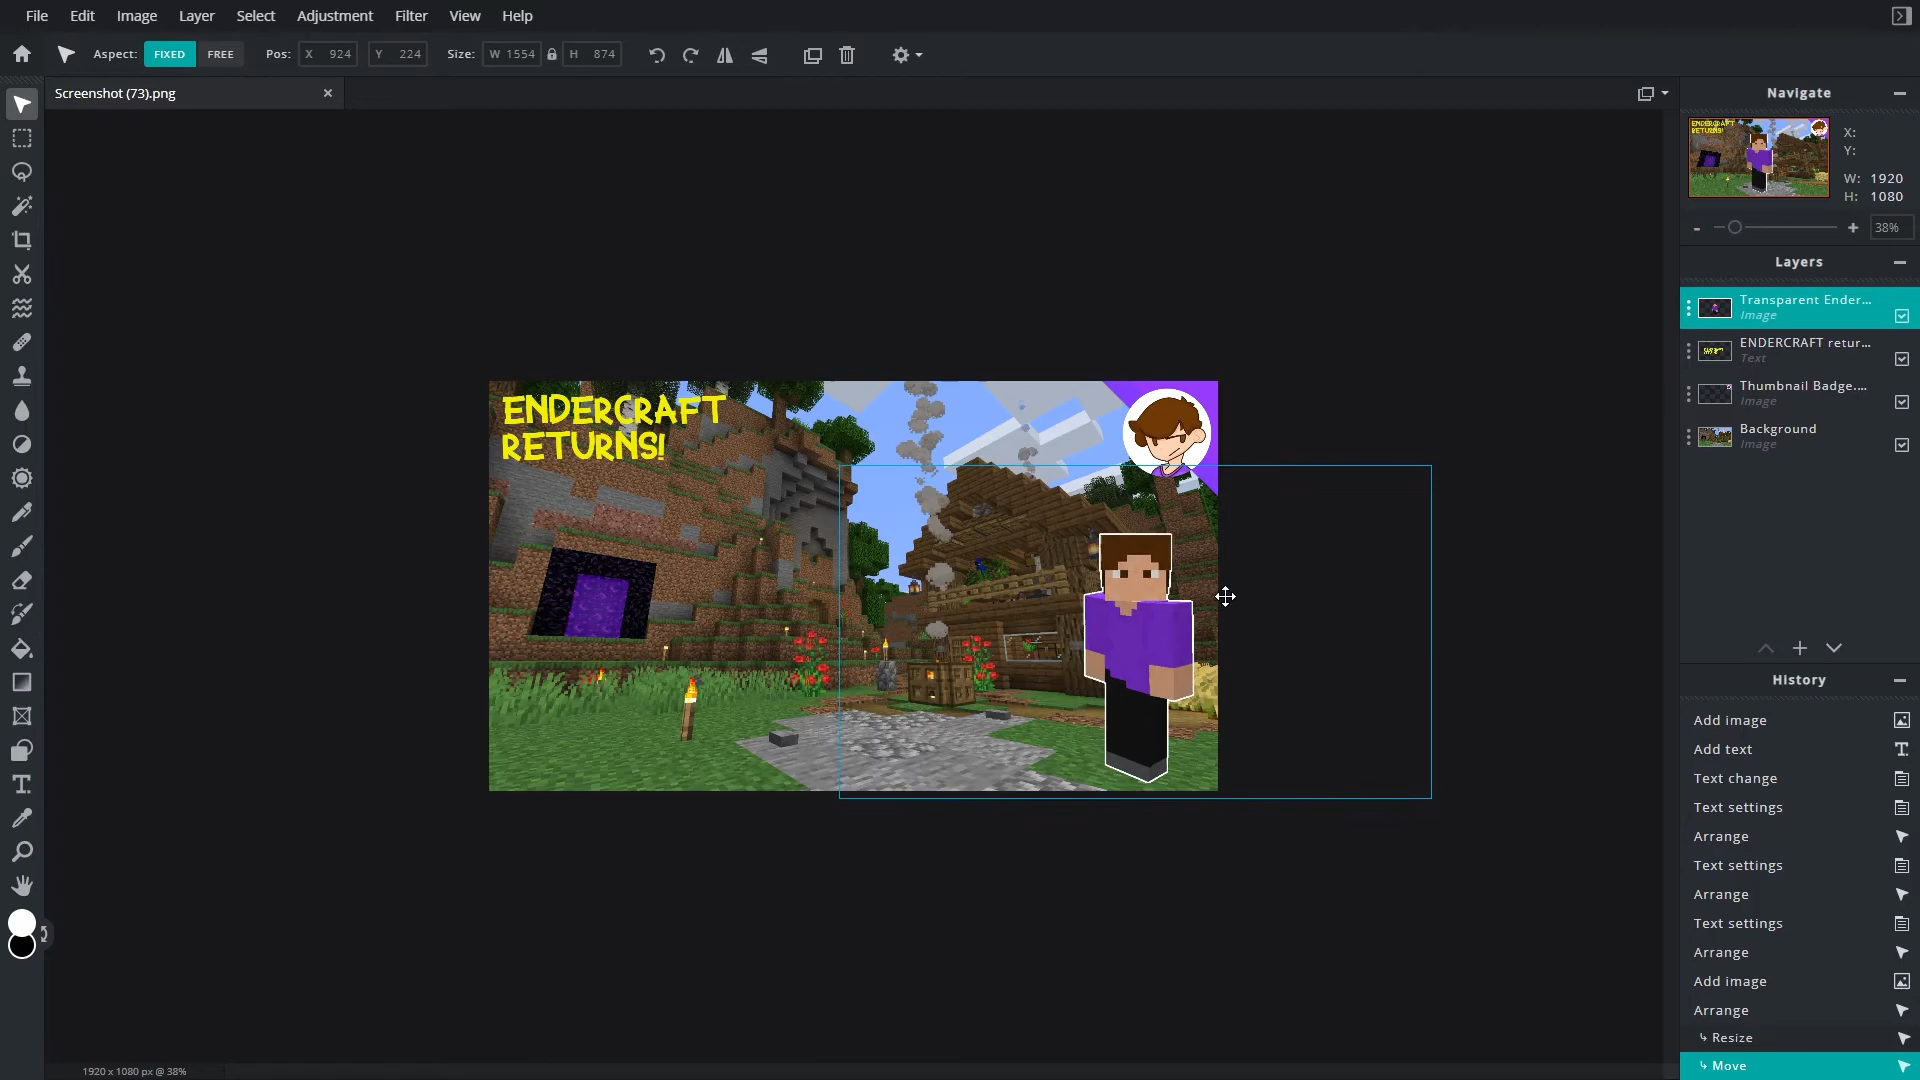 File Edit Image Layer Select Adjustment Filter View Help
Aspect: FIXED FREE Pos: X 924 Y 224 Size: W 1554 H 874
Screenshot (73).png
Navigate
X:
Y:
W: 1920
H: 1080
38%
Layers
Transparent Ender...
Image
ENDERCRAFT retur...
Text
Thumbnail Badge....
Image
Background
Image
ENDERCRAFT
RETURNS!
History
Add image
Add text
Text change
Text settings
Arrange
Text settings
Arrange
Text settings
Arrange
Add image
Arrange
Resize
Move
1920 x 1080 px @ 38%